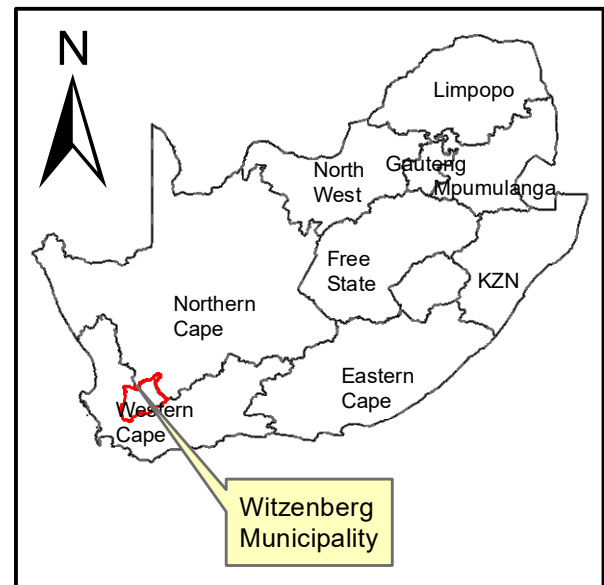 N
Limpopo
North
West
Gauteng
Mpumulanga
Free
State
KZN
Northern
Cape
Eastern
Cape
Western
Cape
Witzenberg
Municipality